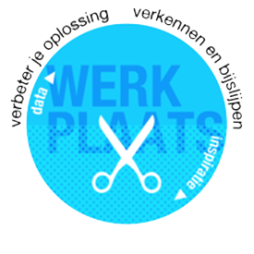 verbeter je oplossing
verkennen en bijslijpen
data
WERK
PLAATS
inspiratie